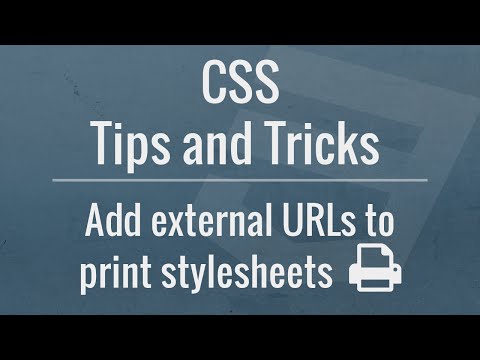 CSS
Tips and Tricks
Add external URLs to
print stylesheets